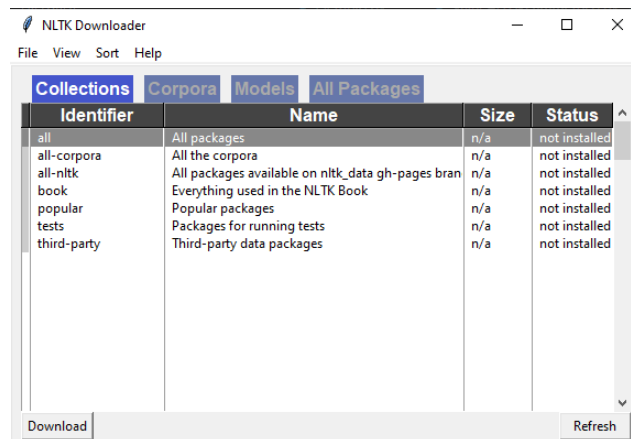 NLTK Downloader
File View Sort Help
Collections Corpora Models All Packages
Identifier Name Size Status
all All packages n/a not installed
all-corpora All the corpora n/a not installed
all-nltk All packages available on nltk_data gh-pages bran n/a not installed
book Everything used in the NLTK Book n/a not installed
popular Popular packages n/a not installed
tests Packages for running tests n/a not installed
third-party Third-party data packages n/a not installed
Download Refresh